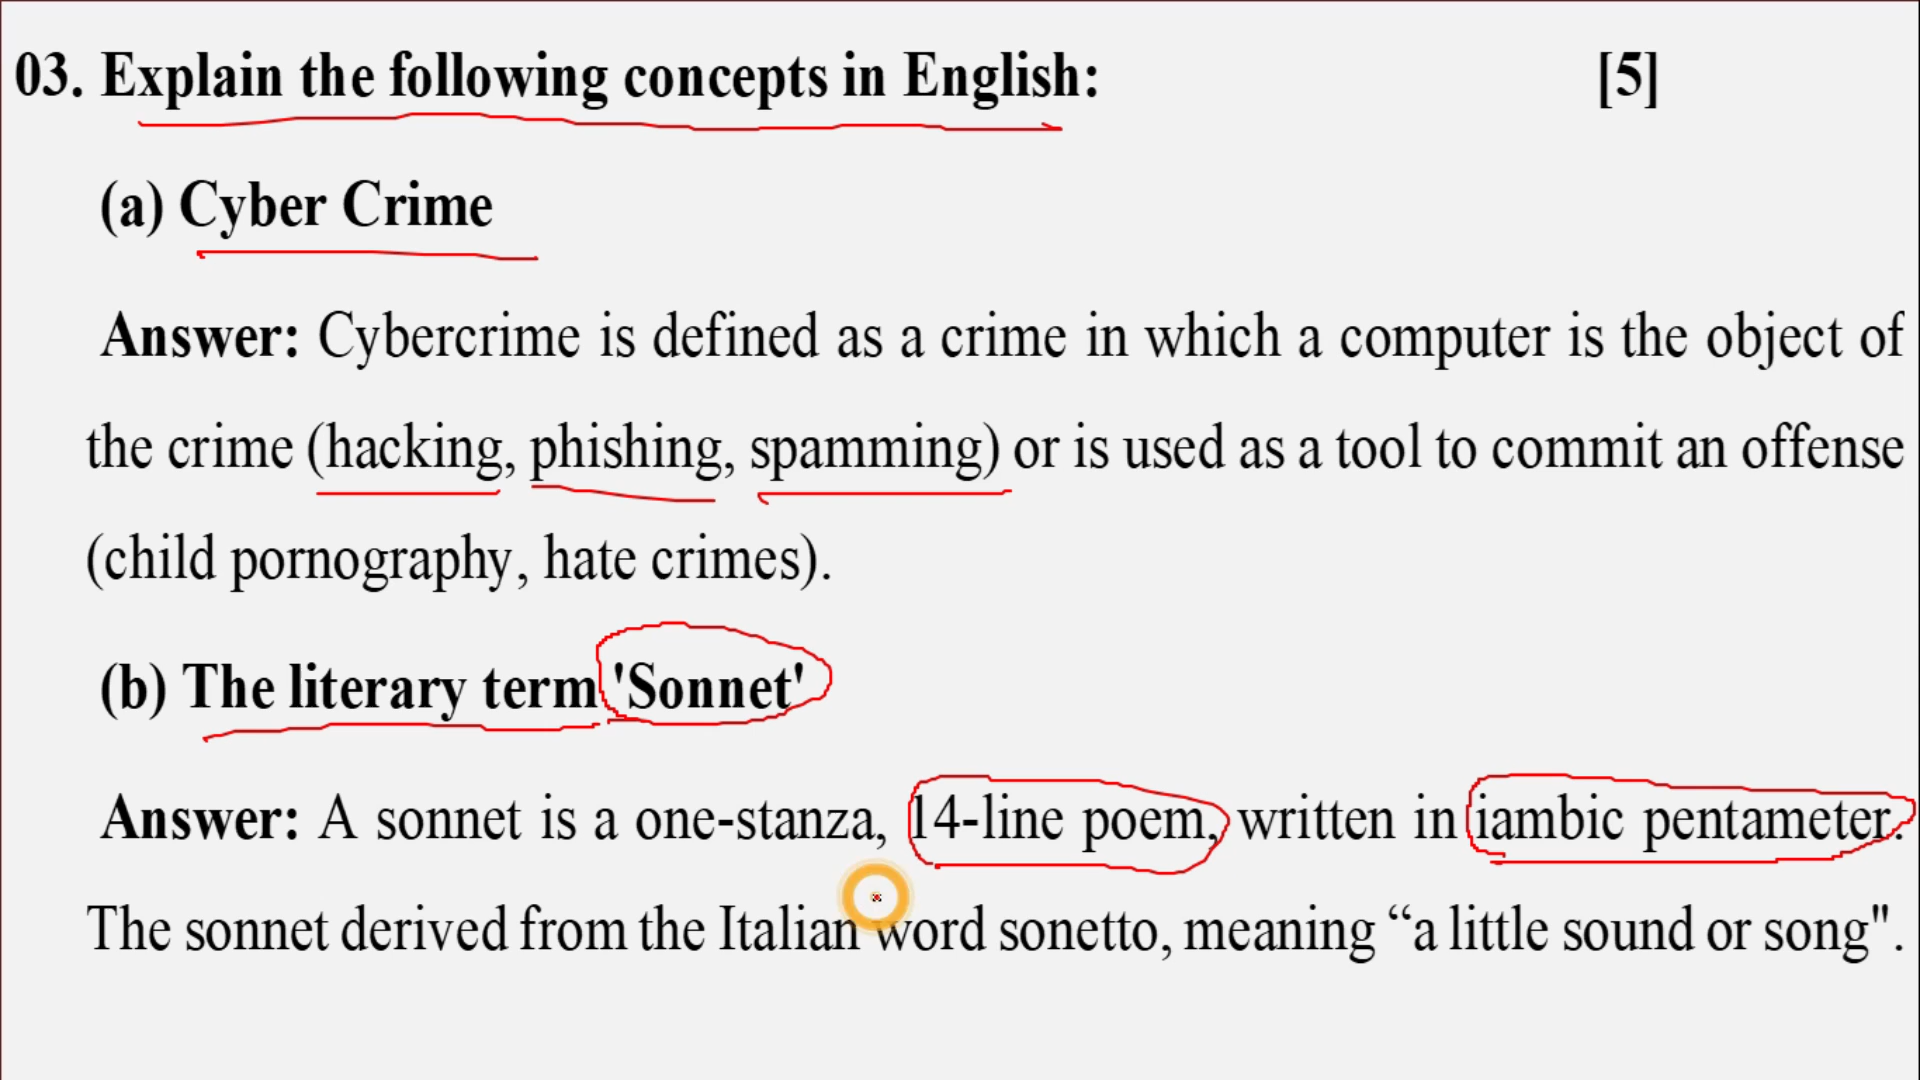 03. Explain the following concepts in English: [5]
(a) Cyber Crime
Answer: Cybercrime is defined as a crime in which a computer is the object of
the crime (hacking, phishing, spamming) or is used as a tool to commit an offense
(child pornography, hate crimes).
(b) The literary term 'Sonnet'
Answer: A sonnet is a one-stanza, 14-line poem, written in iambic pentameter.
The sonnet derived from the Italian word sonetto, meaning “a little sound or song".